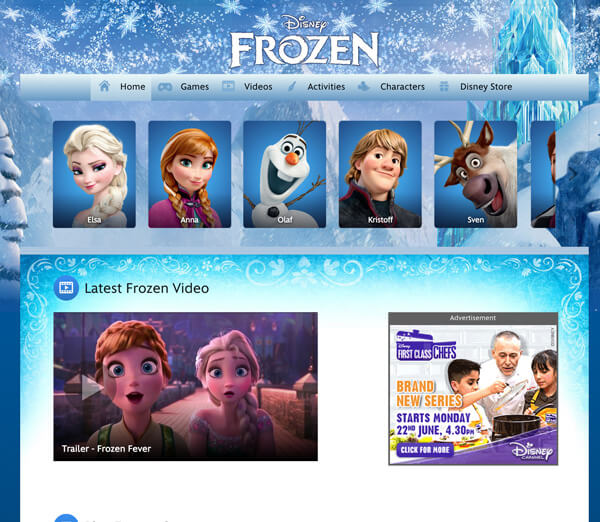 Disney
FROZEN
Home
Games
Videos
Activities
Characters
Disney Store
Elsa
Anna
Olaf
Kristoff
Sven
Latest Frozen Video
Trailer - Frozen Fever
Advertisement
Disney
FIRST CLASS CHEFS
BRAND
NEW SERIES
STARTS MONDAY
22ND JUNE, 4.30PM
CLICK FOR MORE
Disney
CHANNEL